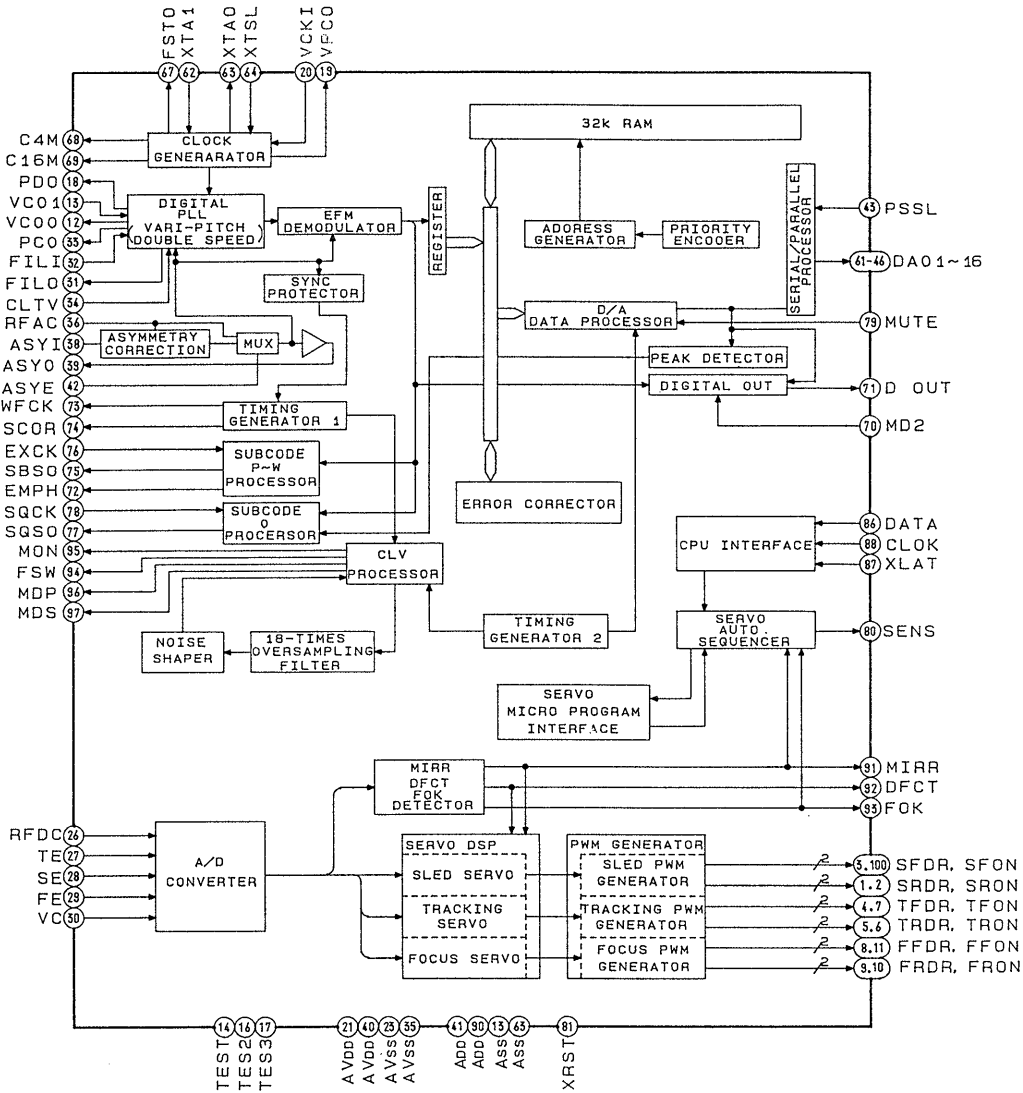 FSTO
XTA1
XTAO
XTSL
VCKI
VPCO
67
62
63
64
20
19
C4M 68
C16M 69
PDO 18
VCO1 13
VCOO 12
PCO 33
FILI 32
FILO 31
CLTV 34
RFAC 36
ASYI 38
ASYO 39
ASYE 42
WFCK 73
SCOR 74
EXCK 76
SBSO 75
EMPH 72
SQCK 78
SQSO 77
MON 95
FSW 94
MDP 96
MDS 97
RFDC 26
TE 27
SE 28
FE 29
VC 30
CLOCK
GENERARATOR
DIGITAL
PLL
VARI-PITCH
(DOUBLE SPEED)
EFM
DEMODULATOR
REGISTER
SYNC
PROTECTOR
ASYMMETRY
CORRECTION
MUX
TIMING
GENERATOR 1
SUBCODE
P~W
PROCESSOR
SUBCODE
Q
PROCERSOR
CLV
PROCESSOR
NOISE
SHAPER
18-TIMES
OVERSAMPLING
FILTER
32k RAM
ADDRESS
GENERATOR
PRIORITY
ENCODER
SERIAL/PARALLEL
PROCESSOR
D/A
DATA PROCESSOR
PEAK DETECTOR
DIGITAL OUT
ERROR CORRECTOR
CPU INTERFACE
TIMING
GENERATOR 2
SERVO
AUTO.
SEQUENCER
SERVO
MICRO PROGRAM
INTERFACE
MIRR
DFCT
FOK
DETECTOR
A/D
CONVERTER
SERVO DSP
SLED SERVO
TRACKING
SERVO
FOCUS SERVO
PWM GENERATOR
SLED PWM
GENERATOR
TRACKING PWM
GENERATOR
FOCUS PWM
GENERATOR
43 PSSL
61-46 DAO1~16
79 MUTE
71 D OUT
70 MD2
86 DATA
88 CLOK
87 XLAT
80 SENS
91 MIRR
92 DFCT
93 FOK
2 3.100 SFDR, SFON
2 1.2 SRDR, SRON
2 4.7 TFDR, TFON
2 5.6 TRDR, TRON
2 8.11 FFDR, FFON
2 9.10 FRDR, FRON
14
16
17
21
40
23
35
41
90
13
63
81
TEST
TES2
TES3
AVDD
AVDD
AVSS
AVSS
ADD
ADD
ASS
ASS
XRST